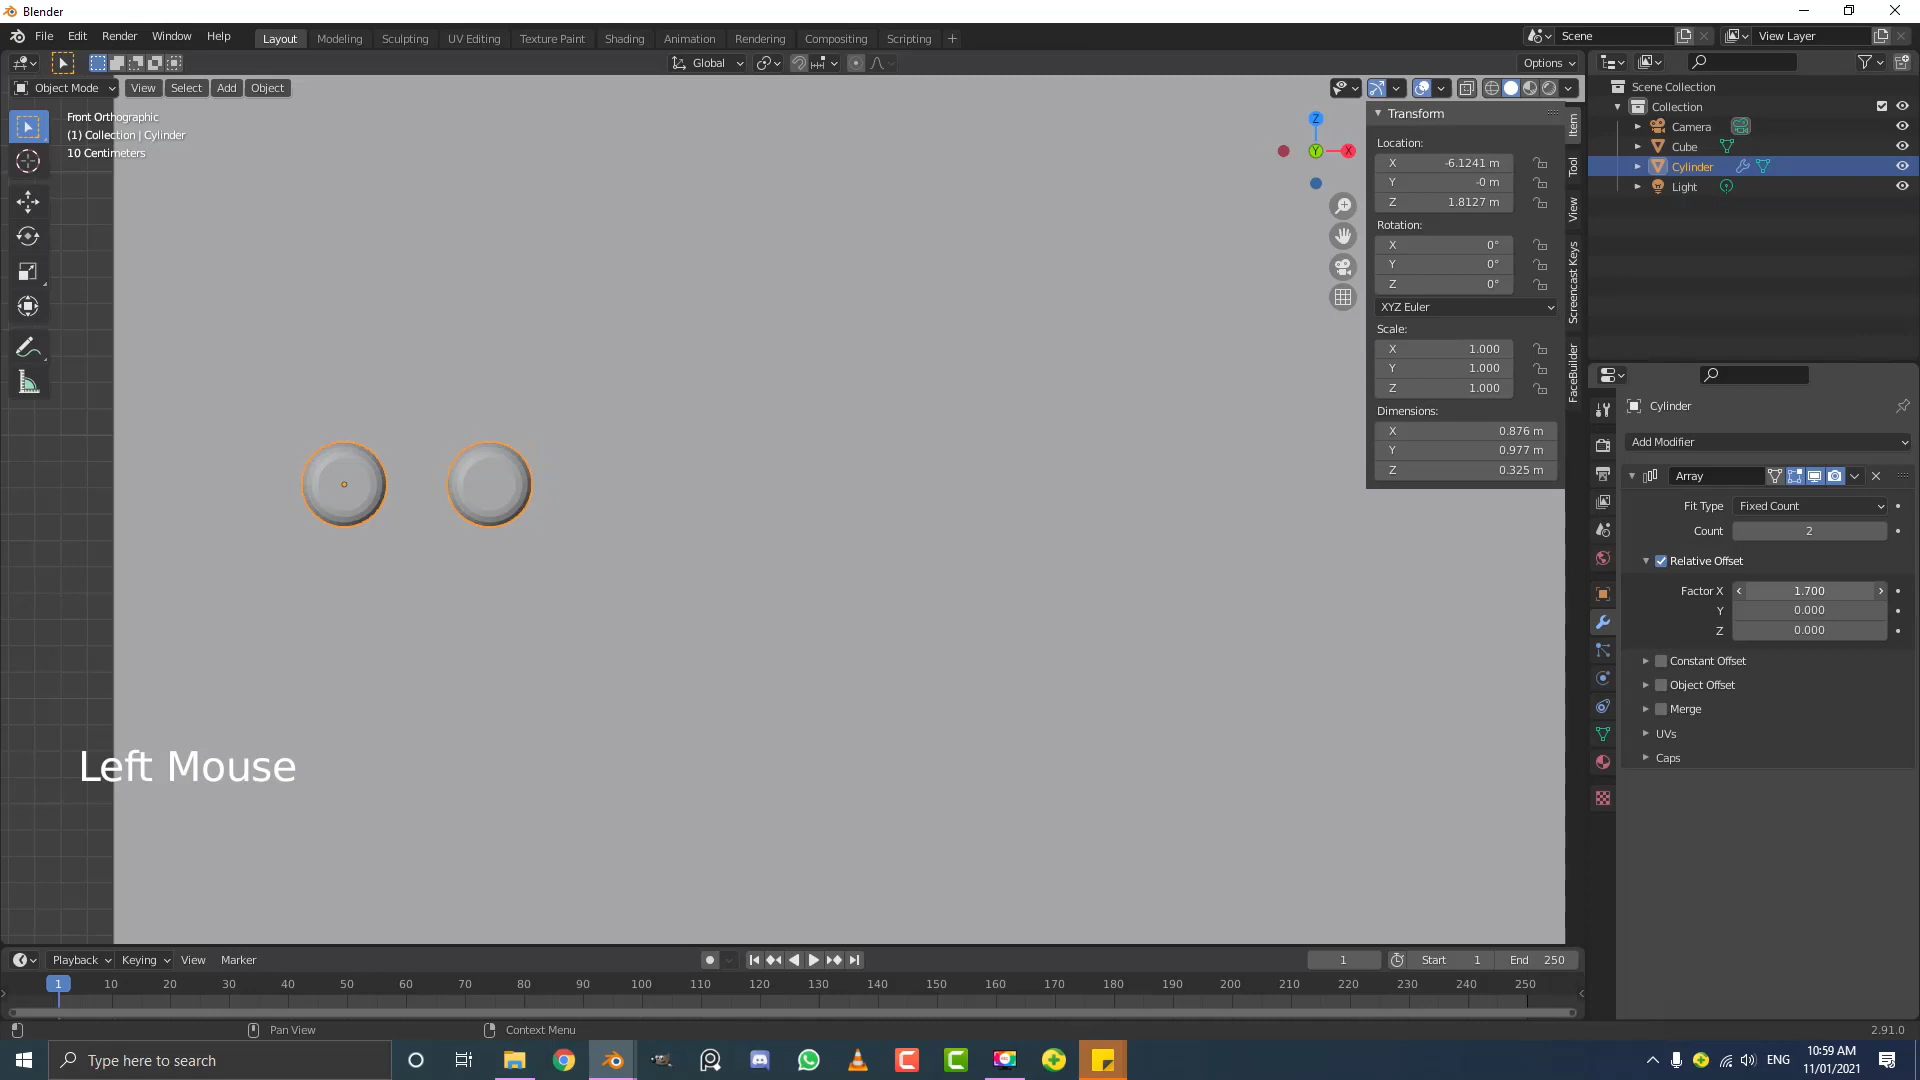 Blender
File Edit Render Window Help
Layout Modeling Sculpting UV Editing Texture Paint Shading Animation Rendering Compositing Scripting
Scene View Layer
Global Options
Object Mode View Select Add Object
Front Orthographic
(1) Collection | Cylinder
10 Centimeters
Z
Y
X
Transform
Location:
X -6.1241 m
Y -0 m
Z 1.8127 m
Rotation:
X 0°
Y 0°
Z 0°
XYZ Euler
Scale:
X 1.000
Y 1.000
Z 1.000
Dimensions:
X 0.876 m
Y 0.977 m
Z 0.325 m
Item
Tool
View
Screencast Keys
FaceBuilder
Scene Collection
Collection
Camera
Cube
Cylinder
Light
Cylinder
Add Modifier
Array
Fit Type Fixed Count
Count 2
Relative Offset
Factor X 1.700
Y 0.000
Z 0.000
Constant Offset
Object Offset
Merge
UVs
Caps
Left Mouse
Playback Keying View Marker
1 Start 1 End 250
1 10 20 30 40 50 60 70 80 90 100 110 120 130 140 150 160 170 180 190 200 210 220 230 240 250
Pan View Context Menu
2.91.0
Type here to search
ENG
10:59 AM
11/01/2021